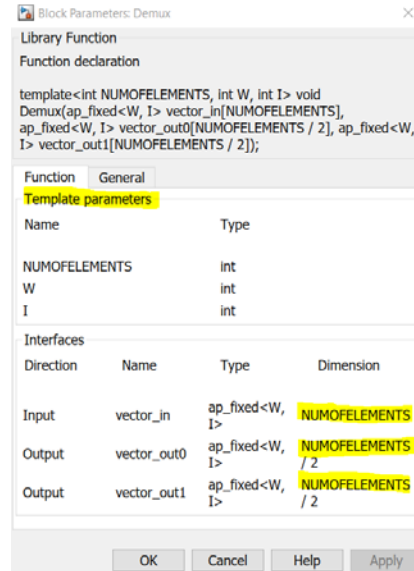 Block Parameters: Demux
Library Function
Function declaration
template<int NUMOFELEMENTS, int W, int I> void
Demux(ap_fixed<W, I> vector_in[NUMOFELEMENTS],
ap_fixed<W, I> vector_out0[NUMOFELEMENTS / 2], ap_fixed<W,
I> vector_out1[NUMOFELEMENTS / 2]);
Function General
Template parameters
Name Type
NUMOFELEMENTS int
W int
I int
Interfaces
Direction Name Type Dimension
Input vector_in ap_fixed<W, I> NUMOFELEMENTS
Output vector_out0 ap_fixed<W, I> NUMOFELEMENTS / 2
Output vector_out1 ap_fixed<W, I> NUMOFELEMENTS / 2
OK Cancel Help Apply